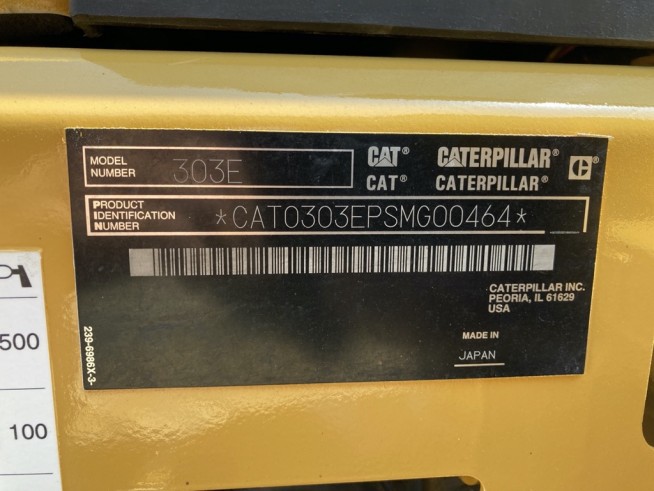 MODEL
NUMBER
303E
CAT® CATERPILLAR® ®
CAT® CATERPILLAR®
PRODUCT
IDENTIFICATION
NUMBER
*CAT0303EPSMG00464*
CATERPILLAR INC.
PEORIA, IL 61629
USA
MADE IN
JAPAN
239-6986X-3-
500
100